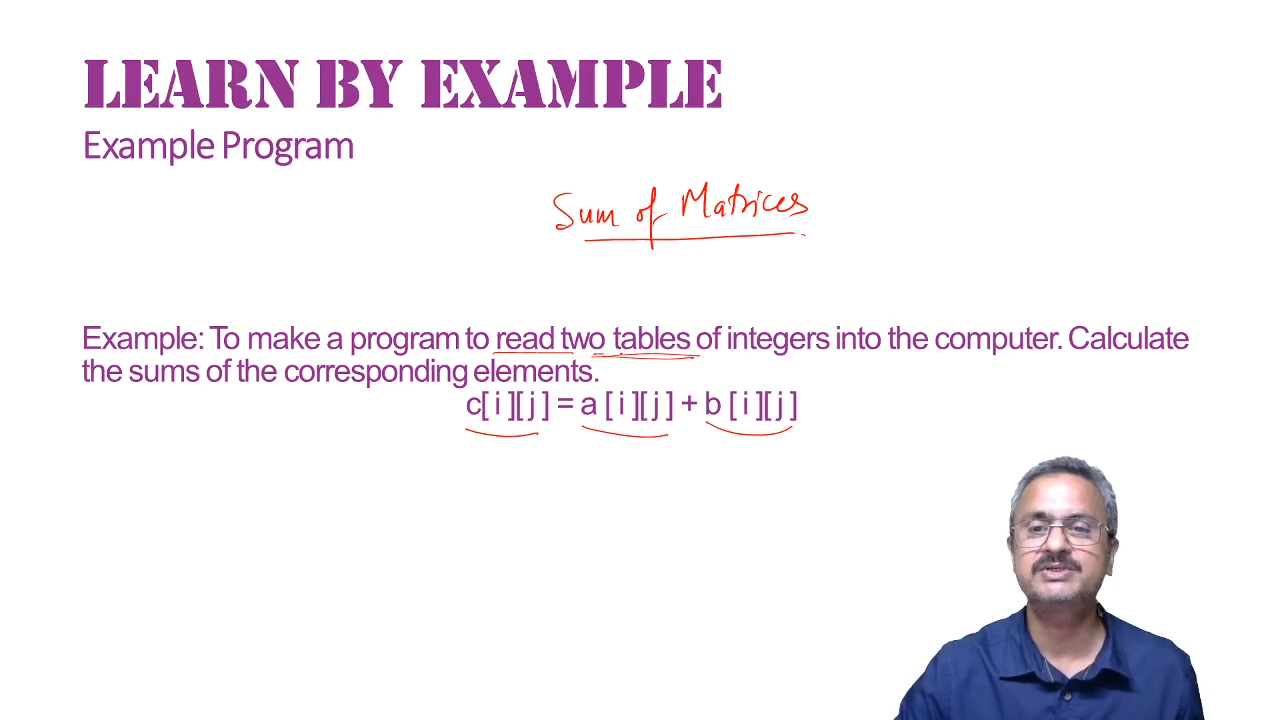 LEARN BY EXAMPLE
Example Program
Sum of Matrices
Example: To make a program to read two tables of integers into the computer. Calculate
the sums of the corresponding elements.
c[ i ][ j ] = a [ i ][ j ] + b [ i ][ j ]